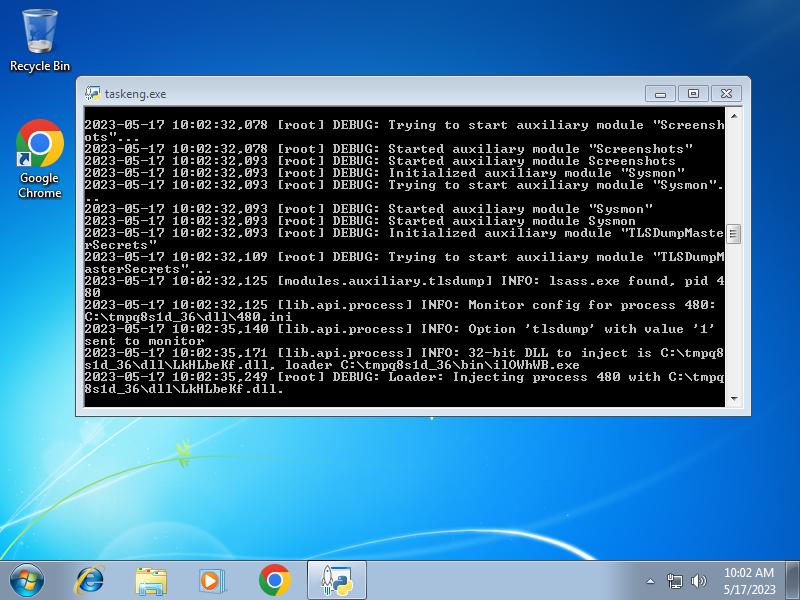 Recycle Bin
Google
Chrome
taskeng.exe
2023-05-17 10:02:32,078 [root] DEBUG: Trying to start auxiliary module "Screensh
ots"...
2023-05-17 10:02:32,078 [root] DEBUG: Started auxiliary module "Screenshots"
2023-05-17 10:02:32,093 [root] DEBUG: Started auxiliary module Screenshots
2023-05-17 10:02:32,093 [root] DEBUG: Initialized auxiliary module "Sysmon"
2023-05-17 10:02:32,093 [root] DEBUG: Trying to start auxiliary module "Sysmon".
..
2023-05-17 10:02:32,093 [root] DEBUG: Started auxiliary module "Sysmon"
2023-05-17 10:02:32,093 [root] DEBUG: Started auxiliary module Sysmon
2023-05-17 10:02:32,093 [root] DEBUG: Initialized auxiliary module "TLSDumpMaste
rSecrets"
2023-05-17 10:02:32,109 [root] DEBUG: Trying to start auxiliary module "TLSDumpM
asterSecrets"...
2023-05-17 10:02:32,125 [modules.auxiliary.tlsdump] INFO: lsass.exe found, pid 4
80
2023-05-17 10:02:32,125 [lib.api.process] INFO: Monitor config for process 480:
C:\tmpq8s1d_36\dll\480.ini
2023-05-17 10:02:35,140 [lib.api.process] INFO: Option 'tlsdump' with value '1'
sent to monitor
2023-05-17 10:02:35,171 [lib.api.process] INFO: 32-bit DLL to inject is C:\tmpq8
s1d_36\dll\LkHLbeKf.dll, loader C:\tmpq8s1d_36\bin\ilOWhWB.exe
2023-05-17 10:02:35,249 [root] DEBUG: Loader: Injecting process 480 with C:\tmpq
8s1d_36\dll\LkHLbeKf.dll.
10:02 AM
5/17/2023